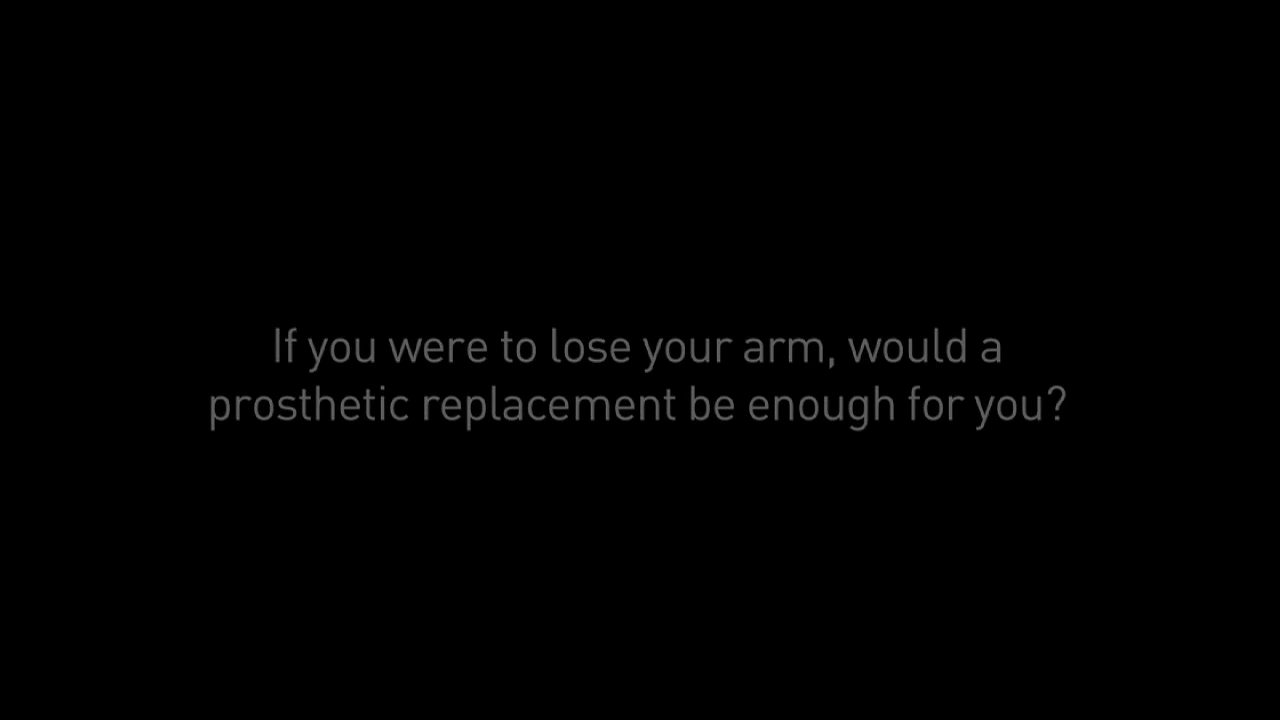 If you were to lose your arm, would a
prosthetic replacement be enough for you?